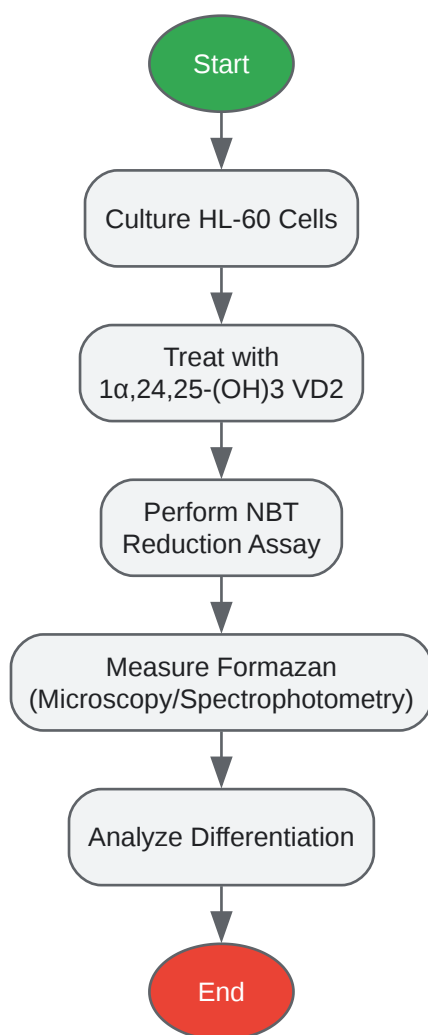 Start
Culture HL-60 Cells
Treat with
1α,24,25-(OH)3 VD2
Perform NBT
Reduction Assay
Measure Formazan
(Microscopy/Spectrophotometry)
Analyze Differentiation
End